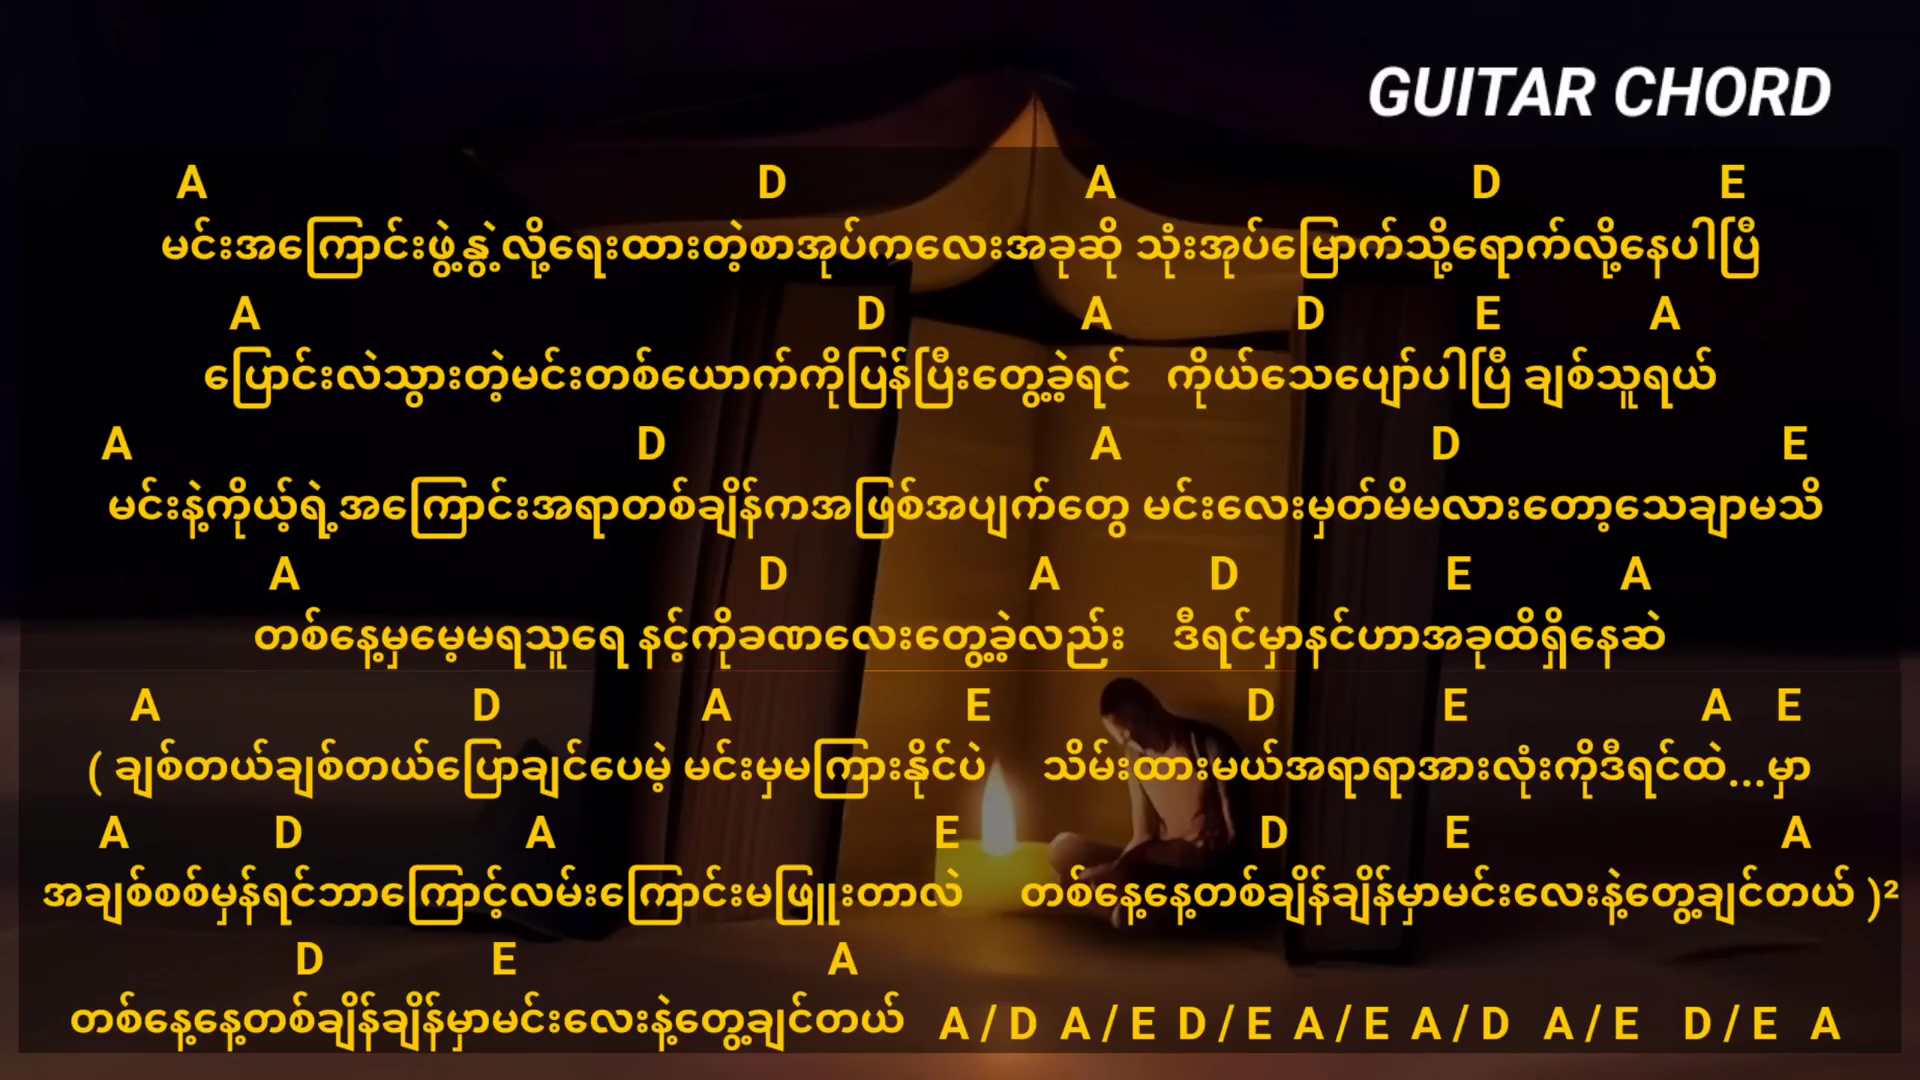 GUITAR CHORD
A D A D E
မင်းအကြောင်းဖွဲ့နွဲ့လို့ရေးထားတဲ့စာအုပ်ကလေးအခုဆို သုံးအုပ်မြောက်သို့ရောက်လို့နေပါပြီ
A D A D E A
ပြောင်းလဲသွားတဲ့မင်းတစ်ယောက်ကိုပြန်ပြီးတွေ့ခဲ့ရင် ကိုယ်သေပျော်ပါပြီ ချစ်သူရယ်
A D A D E
မင်းနဲ့ကိုယ့်ရဲ့အကြောင်းအရာတစ်ချိန်ကအဖြစ်အပျက်တွေ မင်းလေးမှတ်မိမလားတော့သေချာမသိ
A D A D E A
တစ်နေ့မှမေ့မရသူရေ နင့်ကိုခဏလေးတွေ့ခဲ့လည်း ဒီရင်မှာနင်ဟာအခုထိရှိနေဆဲ
A D A E D E A E
( ချစ်တယ်ချစ်တယ်ပြောချင်ပေမဲ့ မင်းမှမကြားနိုင်ပဲ သိမ်းထားမယ်အရာရာအားလုံးကိုဒီရင်ထဲ...မှာ
A D A E D E A
အချစ်စစ်မှန်ရင်ဘာကြောင့်လမ်းကြောင်းမဖြူးတာလဲ တစ်နေ့နေ့တစ်ချိန်ချိန်မှာမင်းလေးနဲ့တွေ့ချင်တယ် )²
D E A
တစ်နေ့နေ့တစ်ချိန်ချိန်မှာမင်းလေးနဲ့တွေ့ချင်တယ် A / D A / E D / E A / E A / D A / E D / E A